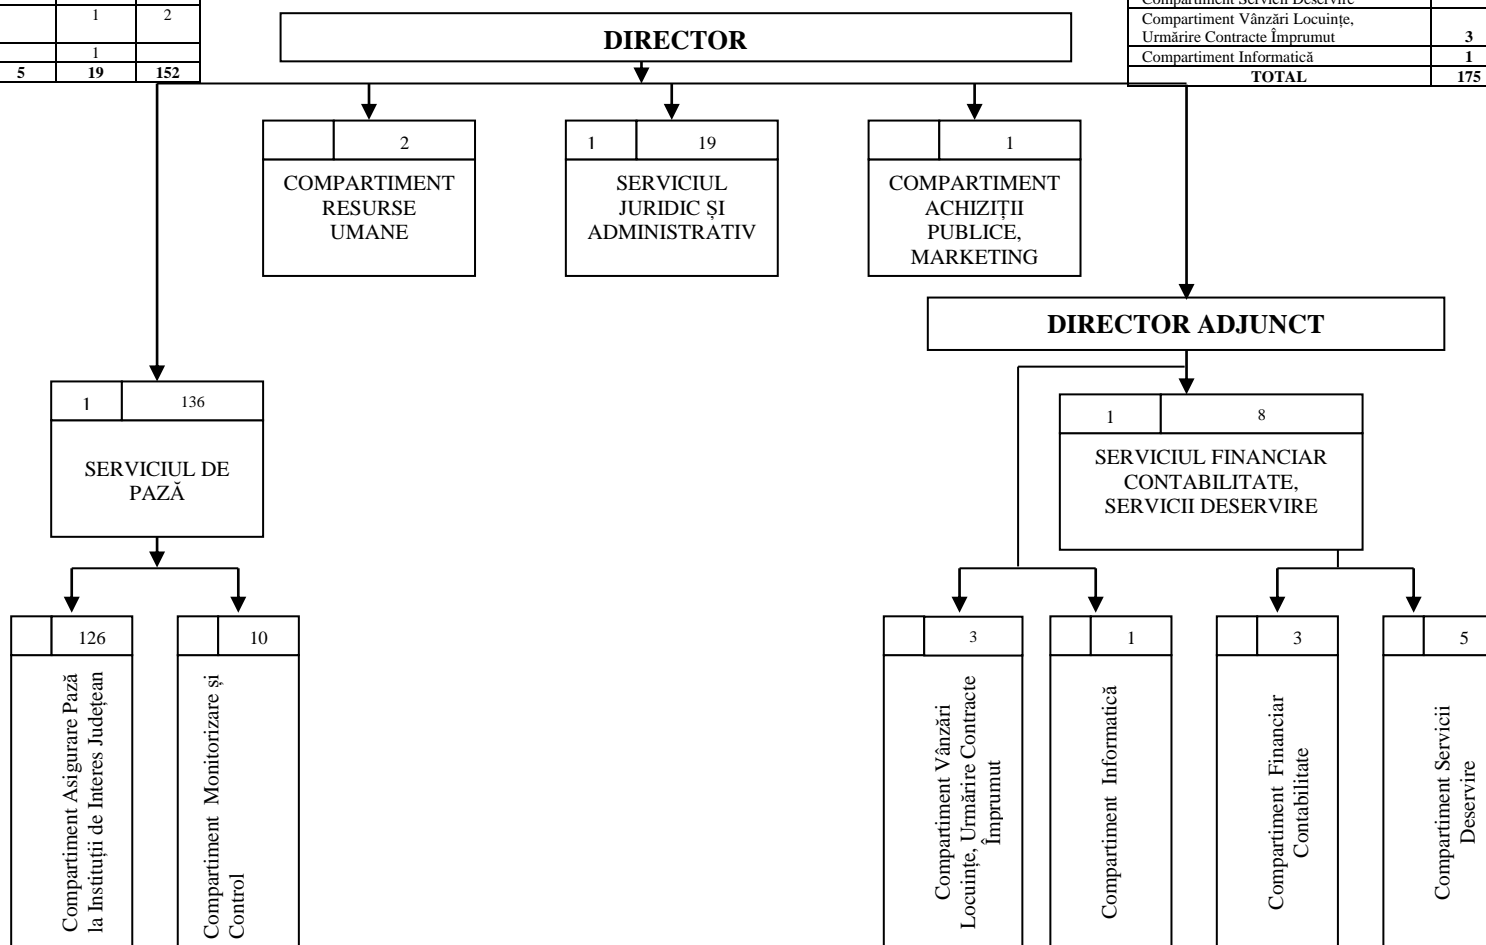 1 2
1
5 19 152
Compartiment Servicii Deservire
Compartiment Vânzări Locuințe,
Urmărire Contracte Împrumut 3
Compartiment Informatică 1
TOTAL 175
DIRECTOR
2
COMPARTIMENT
RESURSE
UMANE
1 19
SERVICIUL
JURIDIC ȘI
ADMINISTRATIV
1
COMPARTIMENT
ACHIZIȚII
PUBLICE,
MARKETING
DIRECTOR ADJUNCT
1 136
SERVICIUL DE
PAZĂ
1 8
SERVICIUL FINANCIAR
CONTABILITATE,
SERVICII DESERVIRE
126
Compartiment Asigurare Pază
la Instituții de Interes Județean
10
Compartiment Monitorizare și
Control
3
Compartiment Vânzări
Locuințe, Urmărire Contracte
Împrumut
1
Compartiment Informatică
3
Compartiment Financiar
Contabilitate
5
Compartiment Servicii
Deservire